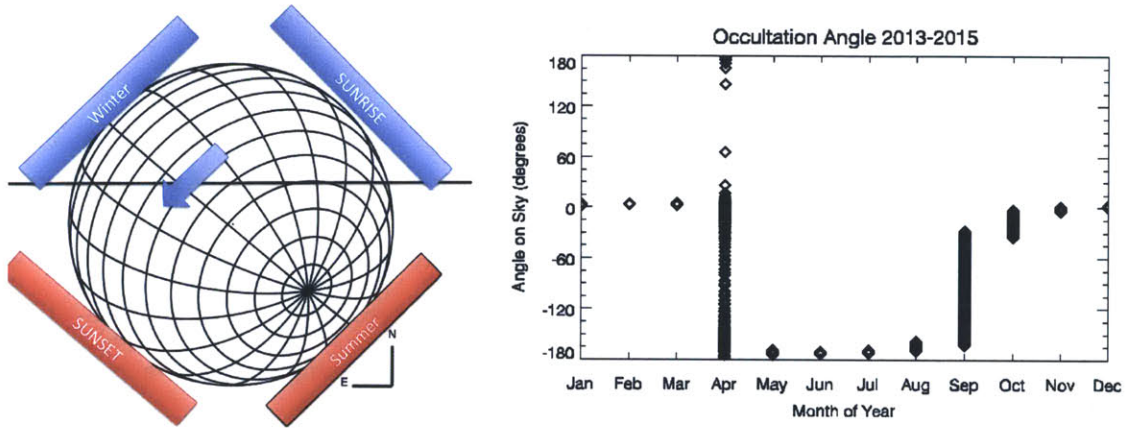 Winter
SUNRISE
SUNSET
Summer
N
E
Occultation Angle 2013-2015
Angle on Sky (degrees)
180
120
60
0
-60
-120
-180
Jan Feb Mar Apr May Jun Jul Aug Sep Oct Nov Dec
Month of Year